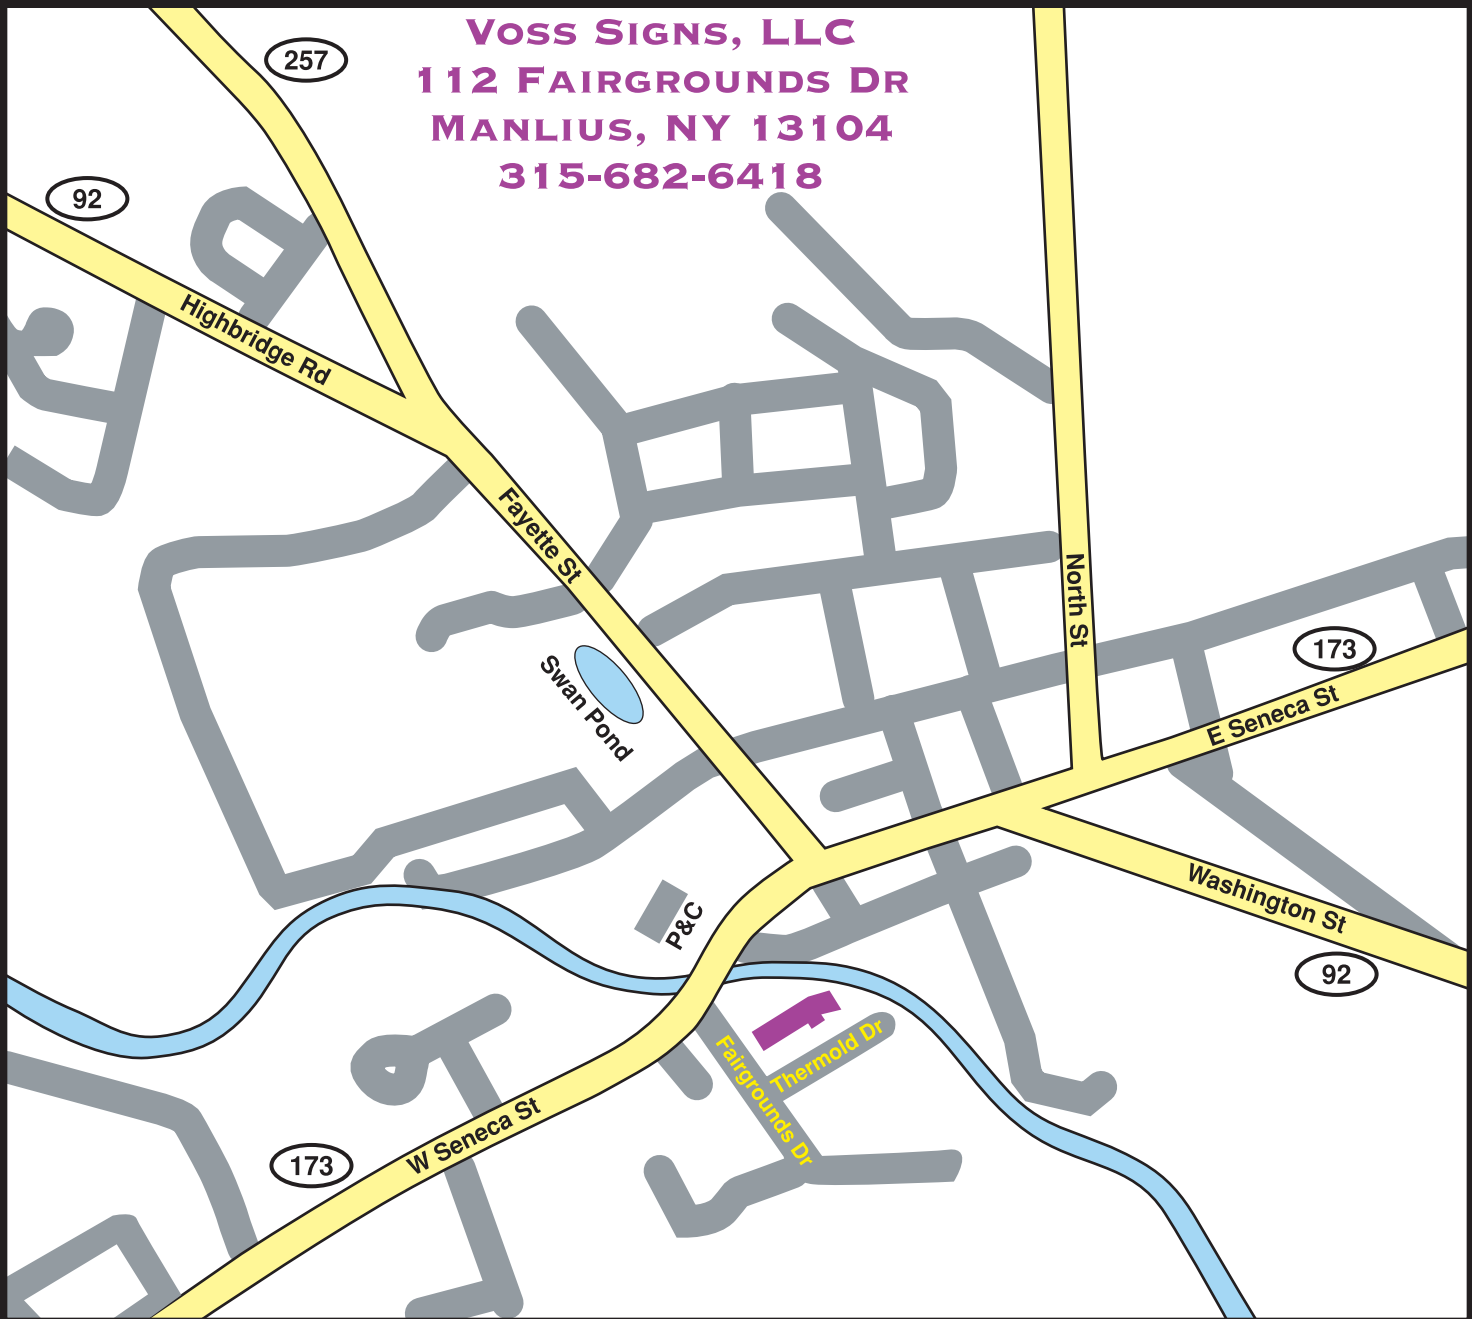 Voss Signs, LLC
112 Fairgrounds Dr
Manlius, NY 13104
315-682-6418
257
92
Highbridge Rd
Fayette St
North St
Swan Pond
173
E Seneca St
Washington St
92
P&C
Thermold Dr
Fairgrounds Dr
W Seneca St
173